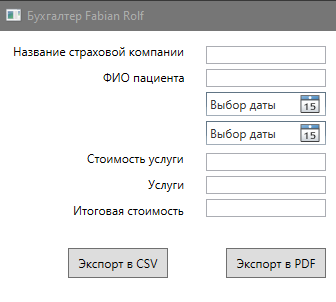 Бухгалтер Fabian Rolf
Название страховой компании
ФИО пациента
Выбор даты 15
Выбор даты 15
Стоимость услуги
Услуги
Итоговая стоимость
Экспорт в CSV Экспорт в PDF